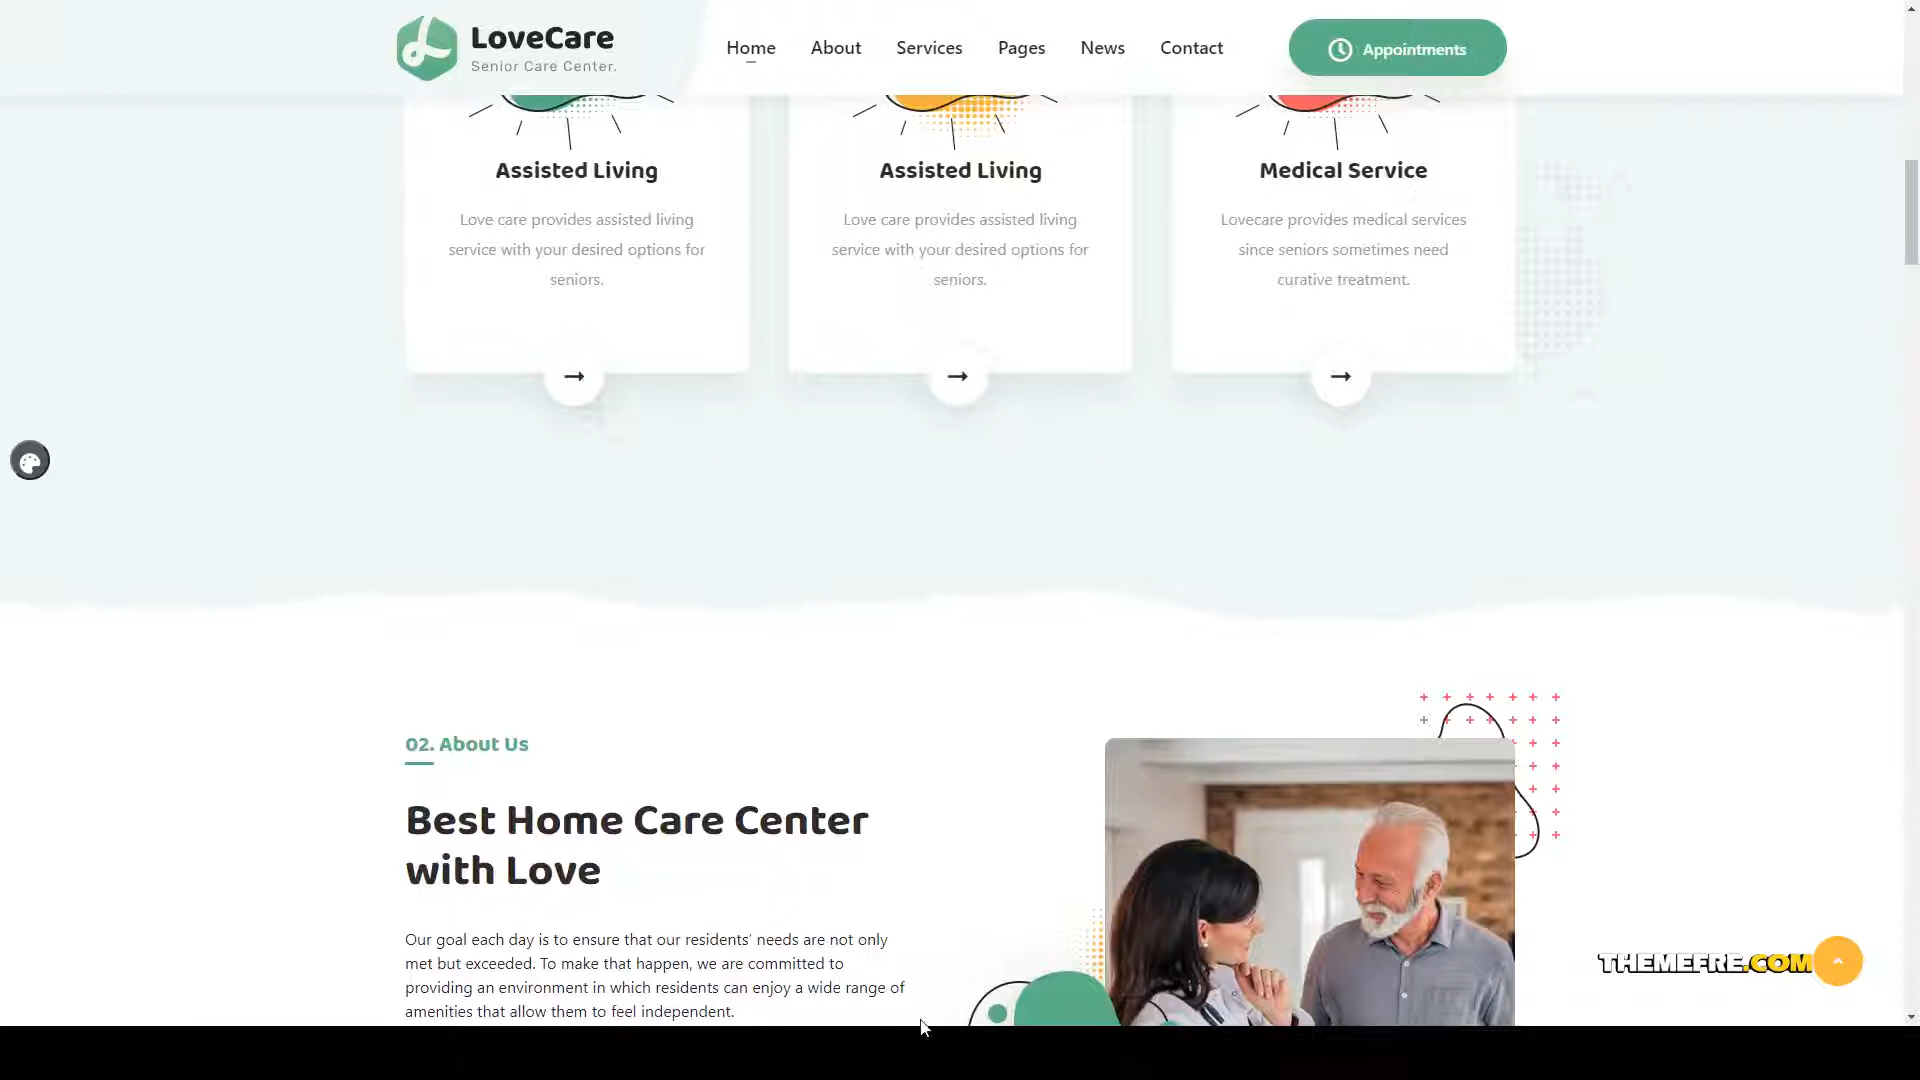 LoveCare
Senior Care Center.
Home
About
Services
Pages
News
Contact
Appointments
Assisted Living
Love care provides assisted living
service with your desired options for
seniors.
Assisted Living
Love care provides assisted living
service with your desired options for
seniors.
Medical Service
Lovecare provides medical services
since seniors sometimes need
curative treatment.
02. About Us
Best Home Care Center
with Love
Our goal each day is to ensure that our residents’ needs are not only
met but exceeded. To make that happen, we are committed to
providing an environment in which residents can enjoy a wide range of
amenities that allow them to feel independent.
THEMEFRE.COM